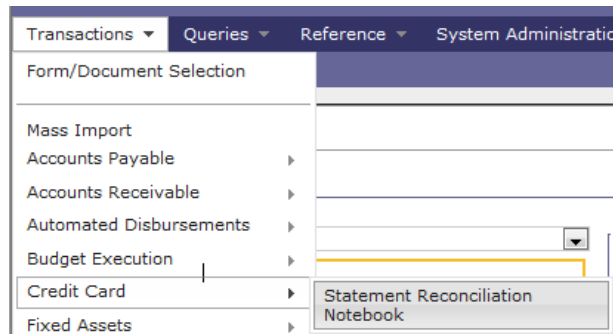 Transactions Queries Reference System Administratio
Form/Document Selection
Mass Import
Accounts Payable
Accounts Receivable
Automated Disbursements
Budget Execution
Credit Card
Statement Reconciliation
Notebook
Fixed Assets